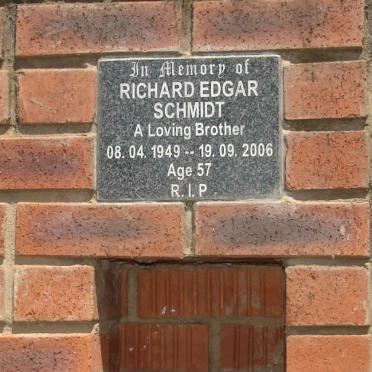 In Memory of
RICHARD EDGAR
SCHMIDT
A Loving Brother
08. 04. 1949 -- 19. 09. 2006
Age 57
R. I. P